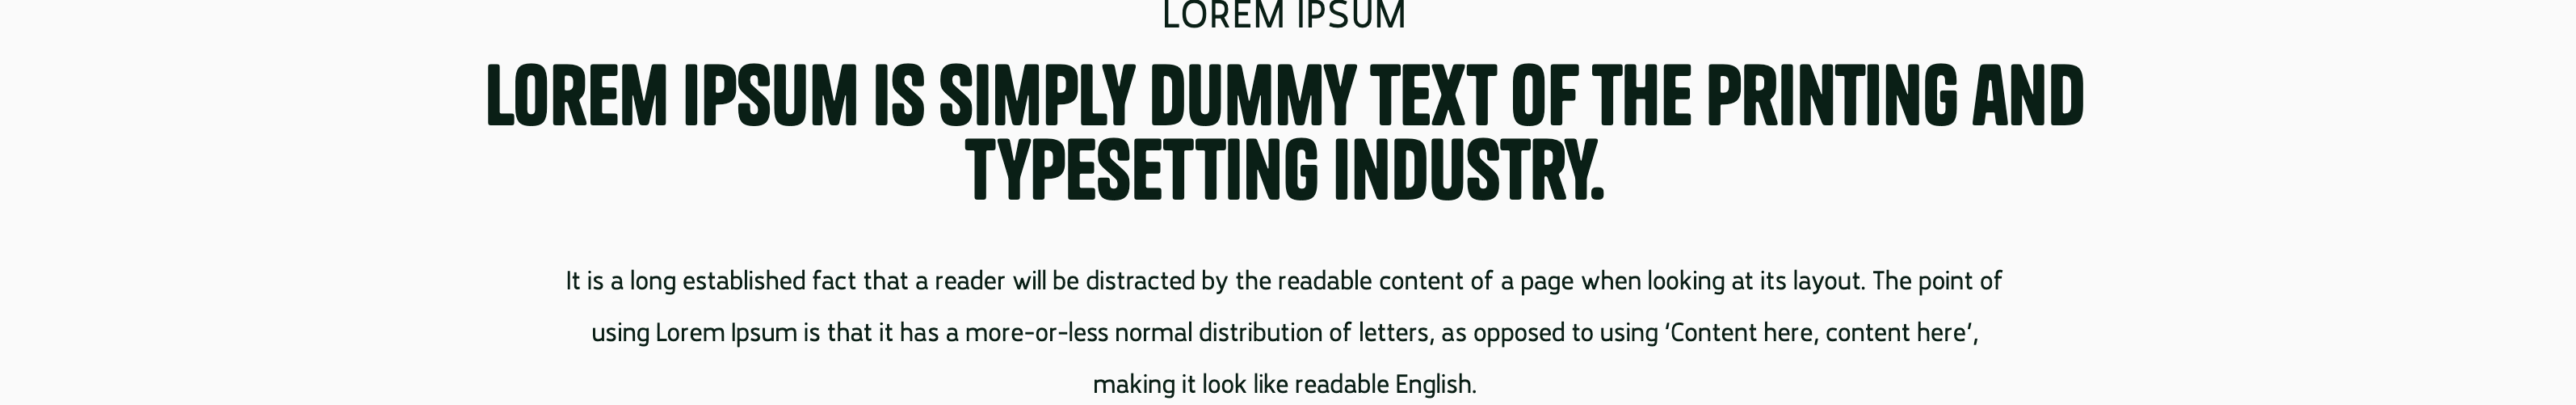 LOREM IPSUM
LOREM IPSUM IS SIMPLY DUMMY TEXT OF THE PRINTING AND
TYPESETTING INDUSTRY.
It is a long established fact that a reader will be distracted by the readable content of a page when looking at its layout. The point of
using Lorem Ipsum is that it has a more-or-less normal distribution of letters, as opposed to using 'Content here, content here',
making it look like readable English.